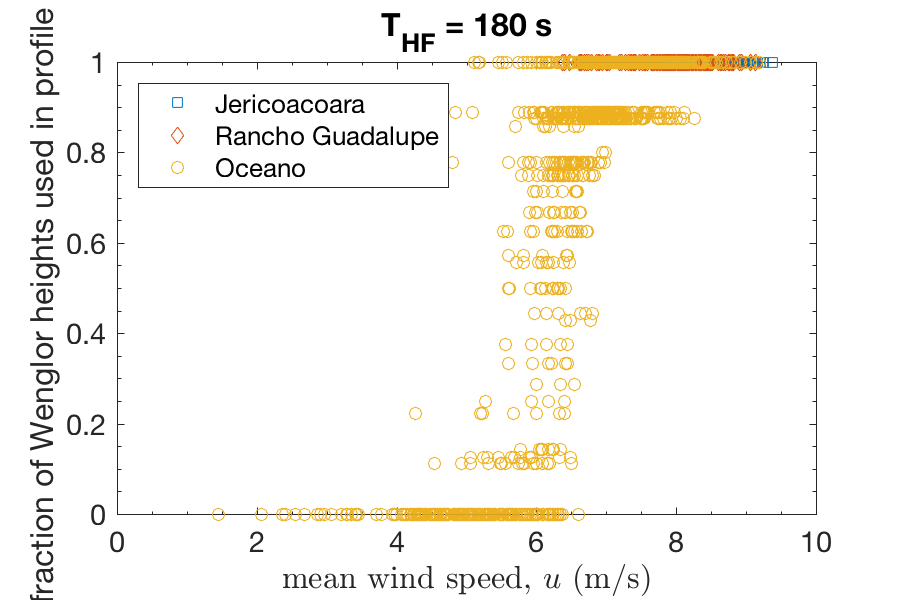 T_HF = 180 s
fraction of Wenglor heights used in profile
1
0.8
0.6
0.4
0.2
0
Jericoacoara
Rancho Guadalupe
Oceano
0 2 4 6 8 10
mean wind speed, u (m/s)